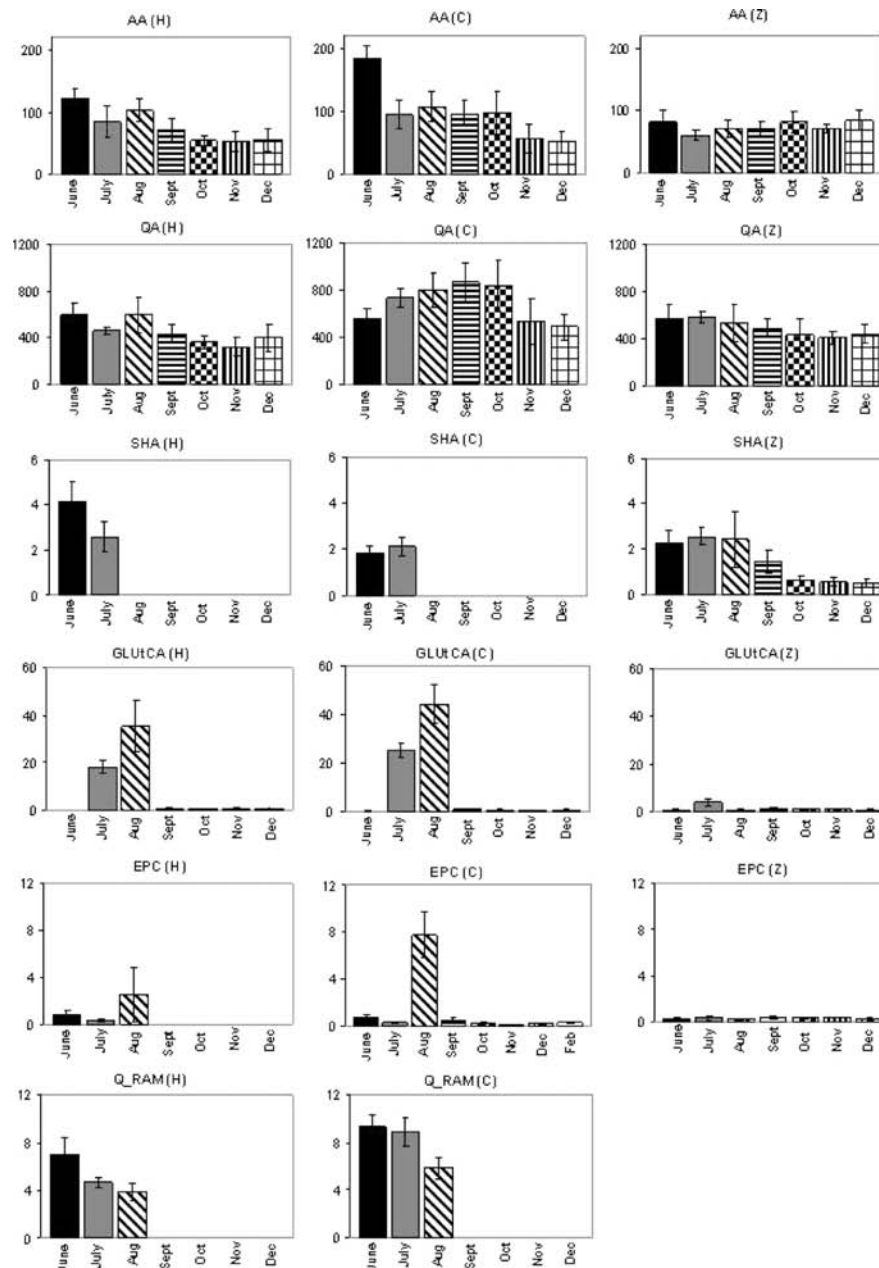 AA (H)
200
100
0
June July Aug Sept Oct Nov Dec
AA (C)
200
100
0
June July Aug Sept Oct Nov Dec
AA (Z)
200
100
0
June July Aug Sept Oct Nov Dec
QA (H)
1200
800
400
0
June July Aug Sept Oct Nov Dec
QA (C)
1200
800
400
0
June July Aug Sept Oct Nov Dec
QA (Z)
1200
800
400
0
June July Aug Sept Oct Nov Dec
SHA (H)
6
4
2
0
June July Aug Sept Oct Nov Dec
SHA (C)
6
4
2
0
June July Aug Sept Oct Nov Dec
SHA (Z)
6
4
2
0
June July Aug Sept Oct Nov Dec
GLUtCA (H)
60
40
20
0
June July Aug Sept Oct Nov Dec
GLUtCA (C)
60
40
20
0
June July Aug Sept Oct Nov Dec
GLUtCA (Z)
60
40
20
0
June July Aug Sept Oct Nov Dec
EPC (H)
12
8
4
0
June July Aug Sept Oct Nov Dec
EPC (C)
12
8
4
0
June July Aug Sept Oct Nov Dec Feb
EPC (Z)
12
8
4
0
June July Aug Sept Oct Nov Dec
Q_RAM (H)
12
8
4
0
June July Aug Sept Oct Nov Dec
Q_RAM (C)
12
8
4
0
June July Aug Sept Oct Nov Dec